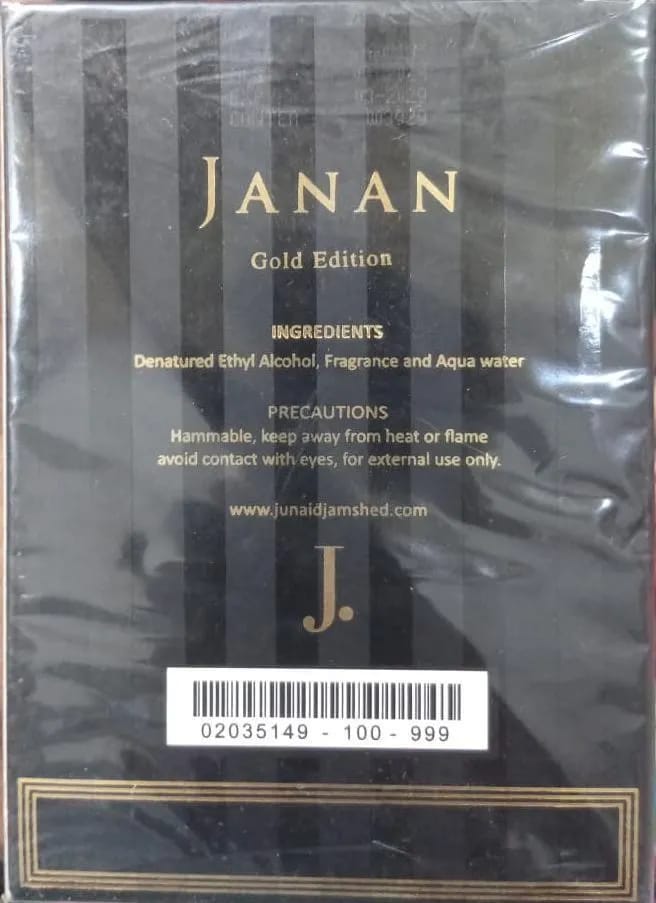 JANAN
Gold Edition
INGREDIENTS
Denatured Ethyl Alcohol, Fragrance and Aqua water
PRECAUTIONS
Hammable, keep away from heat or flame
avoid contact with eyes, for external use only.
www.junaidjamshed.com
J.
02035149 - 100 - 999